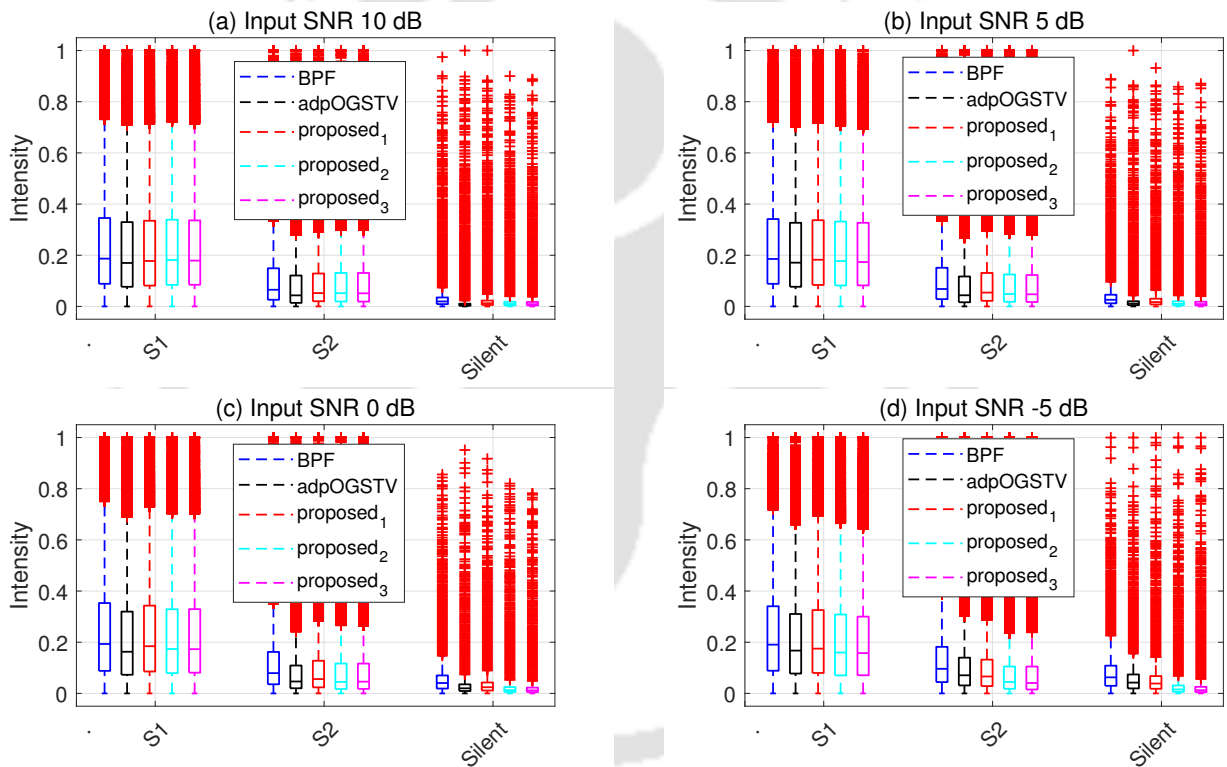 (a) Input SNR 10 dB
Intensity
1
0.8
0.6
0.4
0.2
0
BPF
adpOGSTV
proposed1
proposed2
proposed3
.
S1
S2
Silent
(b) Input SNR 5 dB
Intensity
1
0.8
0.6
0.4
0.2
0
BPF
adpOGSTV
proposed1
proposed2
proposed3
.
S1
S2
Silent
(c) Input SNR 0 dB
Intensity
1
0.8
0.6
0.4
0.2
0
BPF
adpOGSTV
proposed1
proposed2
proposed3
.
S1
S2
Silent
(d) Input SNR -5 dB
Intensity
1
0.8
0.6
0.4
0.2
0
BPF
adpOGSTV
proposed1
proposed2
proposed3
.
S1
S2
Silent